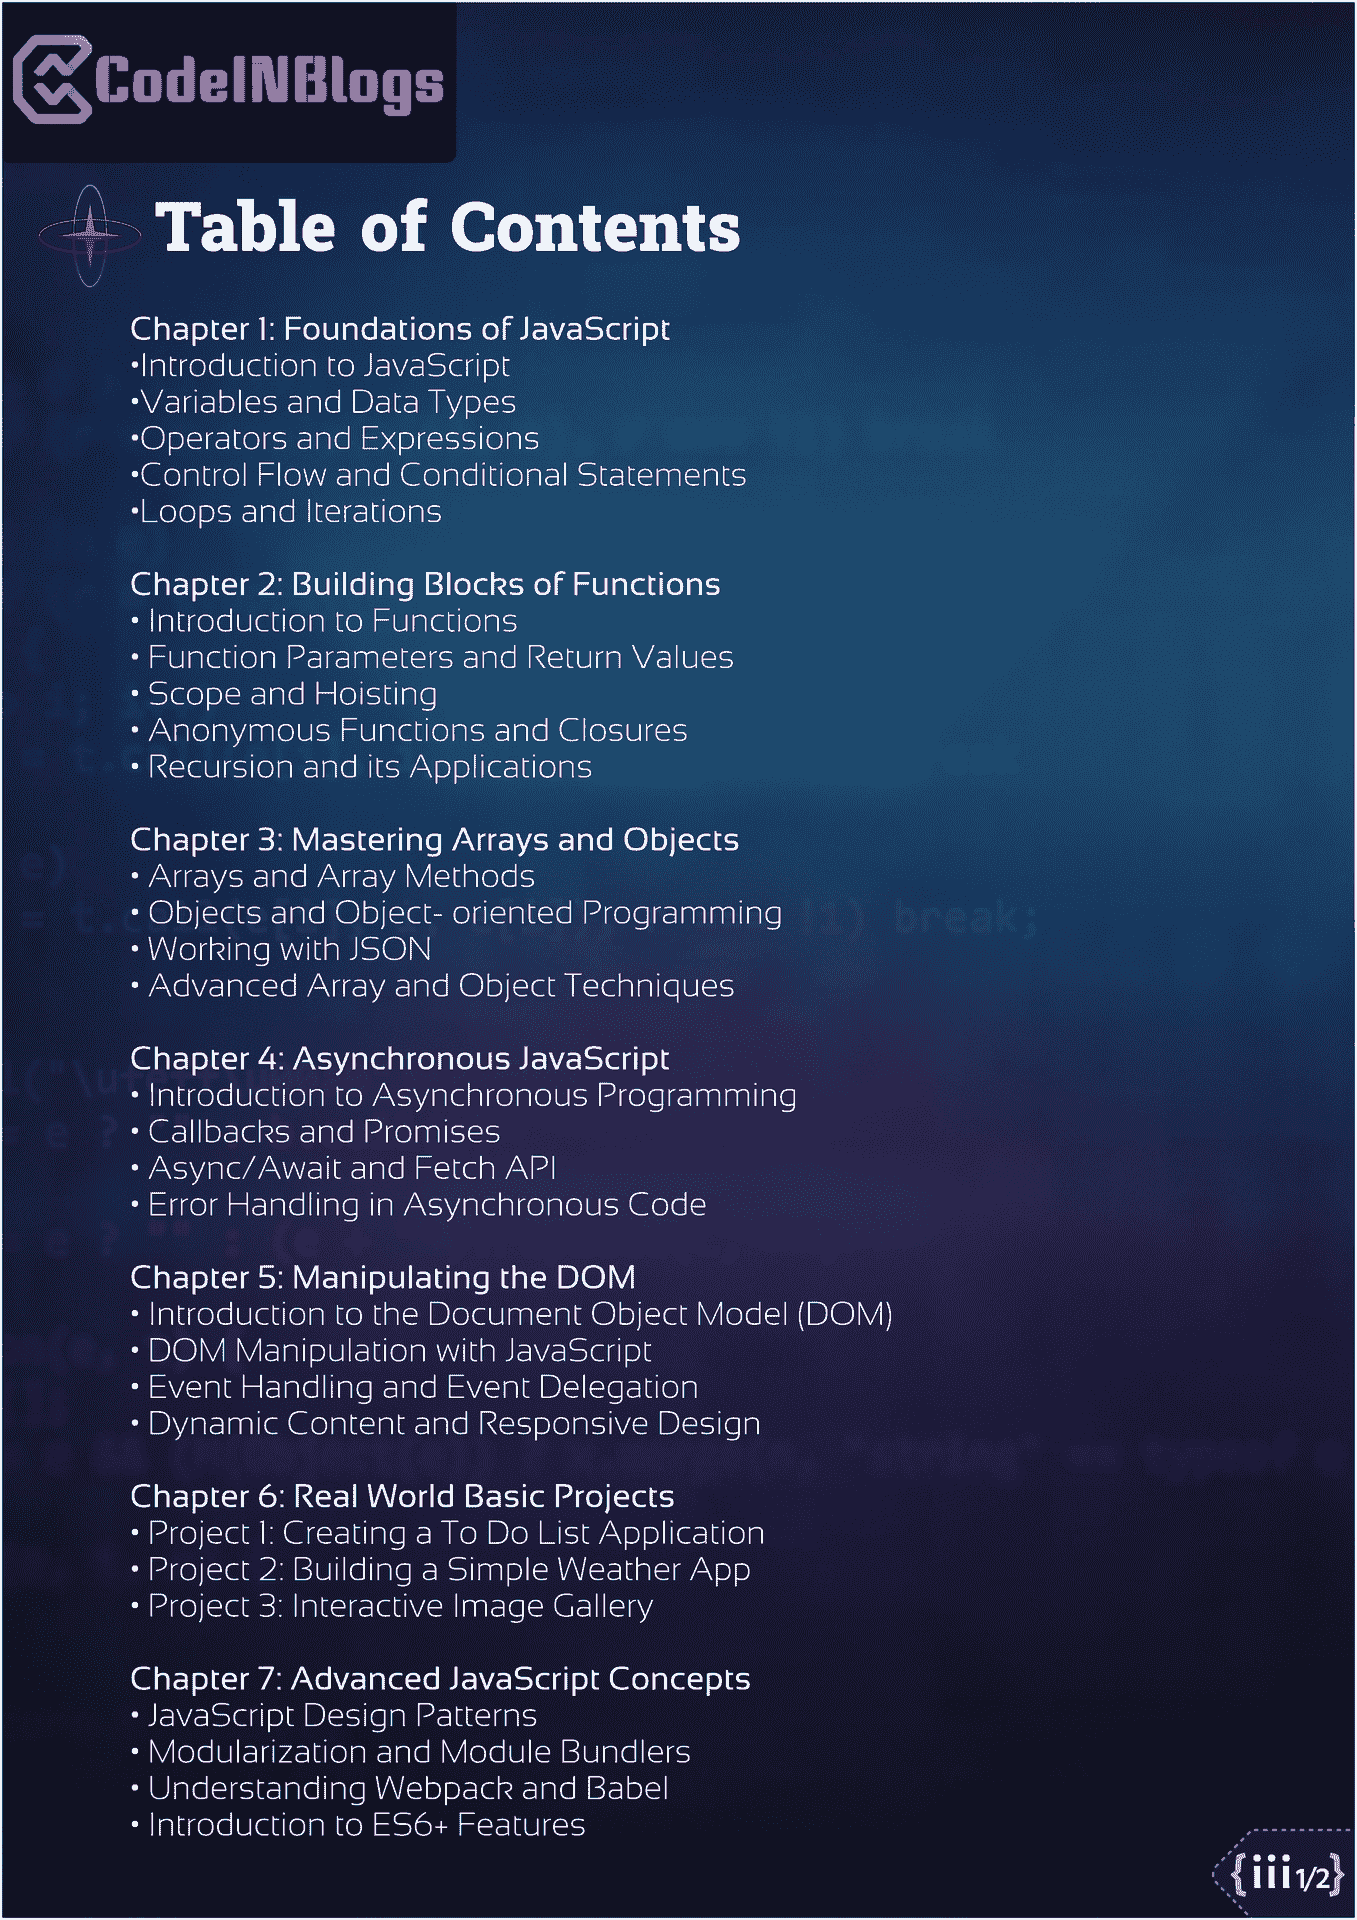 CodeINBlogs
Table of Contents
Chapter 1: Foundations of JavaScript
•Introduction to JavaScript
•Variables and Data Types
•Operators and Expressions
•Control Flow and Conditional Statements
•Loops and Iterations
Chapter 2: Building Blocks of Functions
• Introduction to Functions
• Function Parameters and Return Values
• Scope and Hoisting
• Anonymous Functions and Closures
• Recursion and its Applications
Chapter 3: Mastering Arrays and Objects
• Arrays and Array Methods
• Objects and Object- oriented Programming
break;
• Working with JSON
• Advanced Array and Object Techniques
Chapter 4: Asynchronous JavaScript
• Introduction to Asynchronous Programming
• Callbacks and Promises
• Async/Await and Fetch API
• Error Handling in Asynchronous Code
Chapter 5: Manipulating the DOM
• Introduction to the Document Object Model (DOM)
• DOM Manipulation with JavaScript
• Event Handling and Event Delegation
• Dynamic Content and Responsive Design
Chapter 6: Real World Basic Projects
• Project 1: Creating a To Do List Application
• Project 2: Building a Simple Weather App
• Project 3: Interactive Image Gallery
Chapter 7: Advanced JavaScript Concepts
• JavaScript Design Patterns
• Modularization and Module Bundlers
• Understanding Webpack and Babel
• Introduction to ES6+ Features
{iii 1/2}